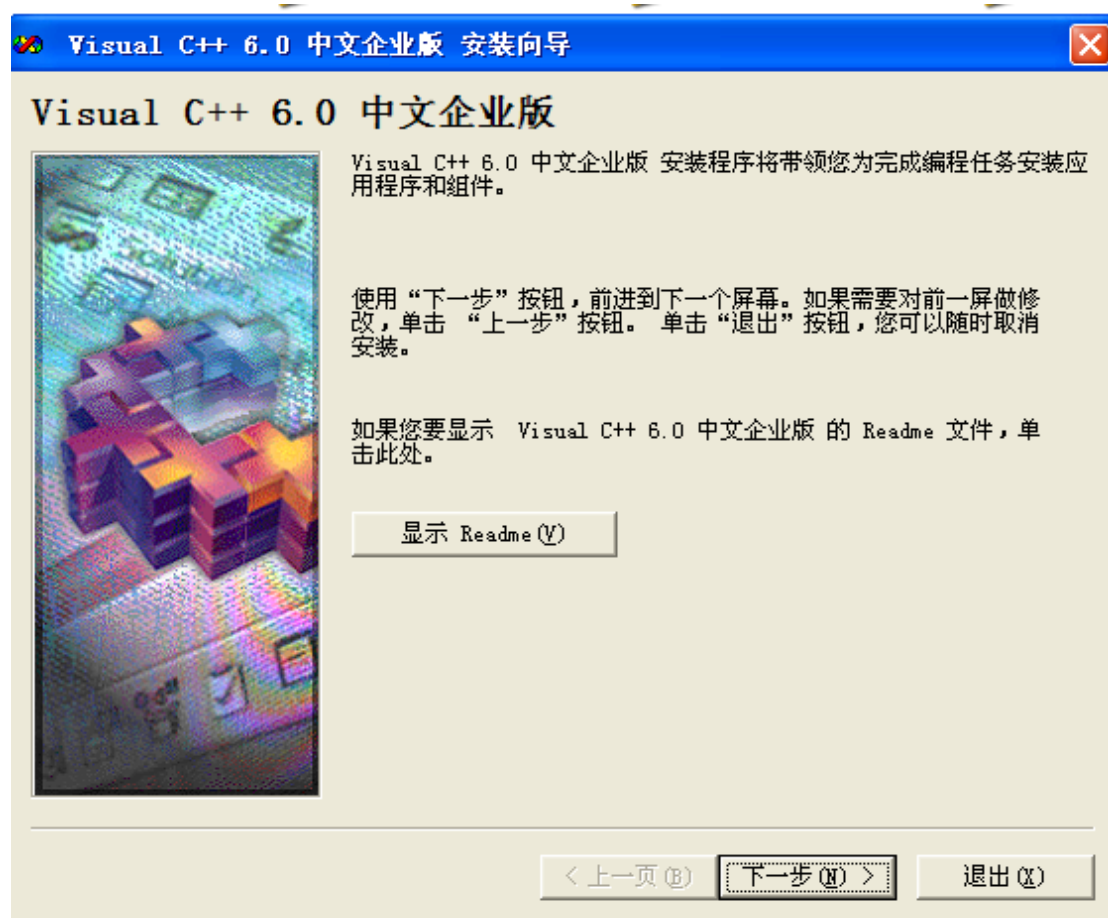 Visual C++ 6.0 中文企业版 安装向导
Visual C++ 6.0 中文企业版
Visual C++ 6.0 中文企业版 安装程序将带领您为完成编程任务安装应
用程序和组件。
使用“下一步”按钮，前进到下一个屏幕。如果需要对前一屏做修
改，单击 “上一步”按钮。 单击“退出”按钮，您可以随时取消
安装。
如果您要显示 Visual C++ 6.0 中文企业版 的 Readme 文件，单
击此处。
显示 Readme(V)
< 上一页(B) 下一步(N) > 退出(X)